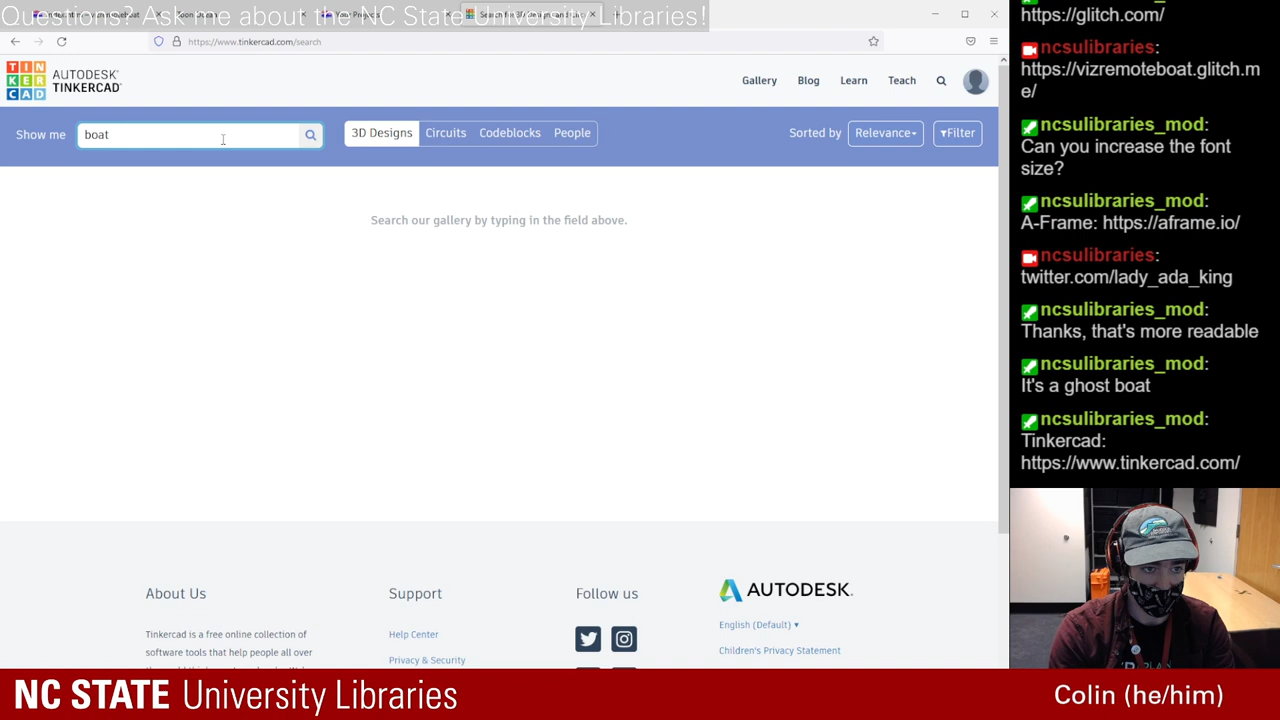 Questions? Ask me about the NC State University Libraries!
https://www.tinkercad.com/search
AUTODESK
TINKERCAD
TIN
KER
CAD
Gallery
Blog
Learn
Teach
Show me
boat
3D Designs
Circuits
Codeblocks
People
Sorted by
Relevance
Filter
Search our gallery by typing in the field above.
About Us
Tinkercad is a free online collection of
software tools that help people all over
Support
Help Center
Privacy & Security
Follow us
AUTODESK.
English (Default)
Children's Privacy Statement
https://glitch.com/
ncsulibraries:
https://vizremoteboat.glitch.m
e/
ncsulibraries_mod:
Can you increase the font
size?
ncsulibraries_mod:
A-Frame: https://aframe.io/
ncsulibraries:
twitter.com/lady_ada_king
ncsulibraries_mod:
Thanks, that's more readable
ncsulibraries_mod:
It's a ghost boat
ncsulibraries_mod:
Tinkercad:
https://www.tinkercad.com/
NC STATE University Libraries
Colin (he/him)